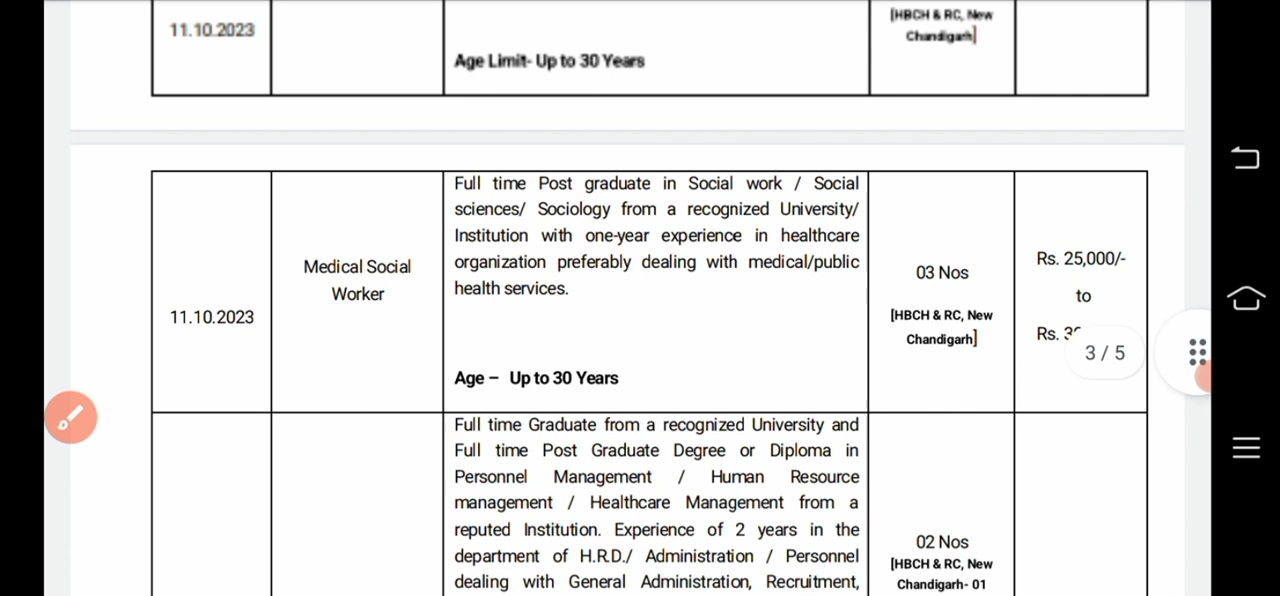 11.10.2023
Age Limit- Up to 30 Years
[HBCH & RC, New
Chandigarh]
11.10.2023
Medical Social
Worker
Full time Post graduate in Social work / Social
sciences/ Sociology from a recognized University/
Institution with one-year experience in healthcare
organization preferably dealing with medical/public
health services.
Age – Up to 30 Years
03 Nos
[HBCH & RC, New
Chandigarh]
Rs. 25,000/-
to
Rs.
3 / 5
Full time Graduate from a recognized University and
Full time Post Graduate Degree or Diploma in
Personnel Management / Human Resource
management / Healthcare Management from a
reputed Institution. Experience of 2 years in the
department of H.R.D./ Administration / Personnel
dealing with General Administration, Recruitment,
02 Nos
[HBCH & RC, New
Chandigarh- 01